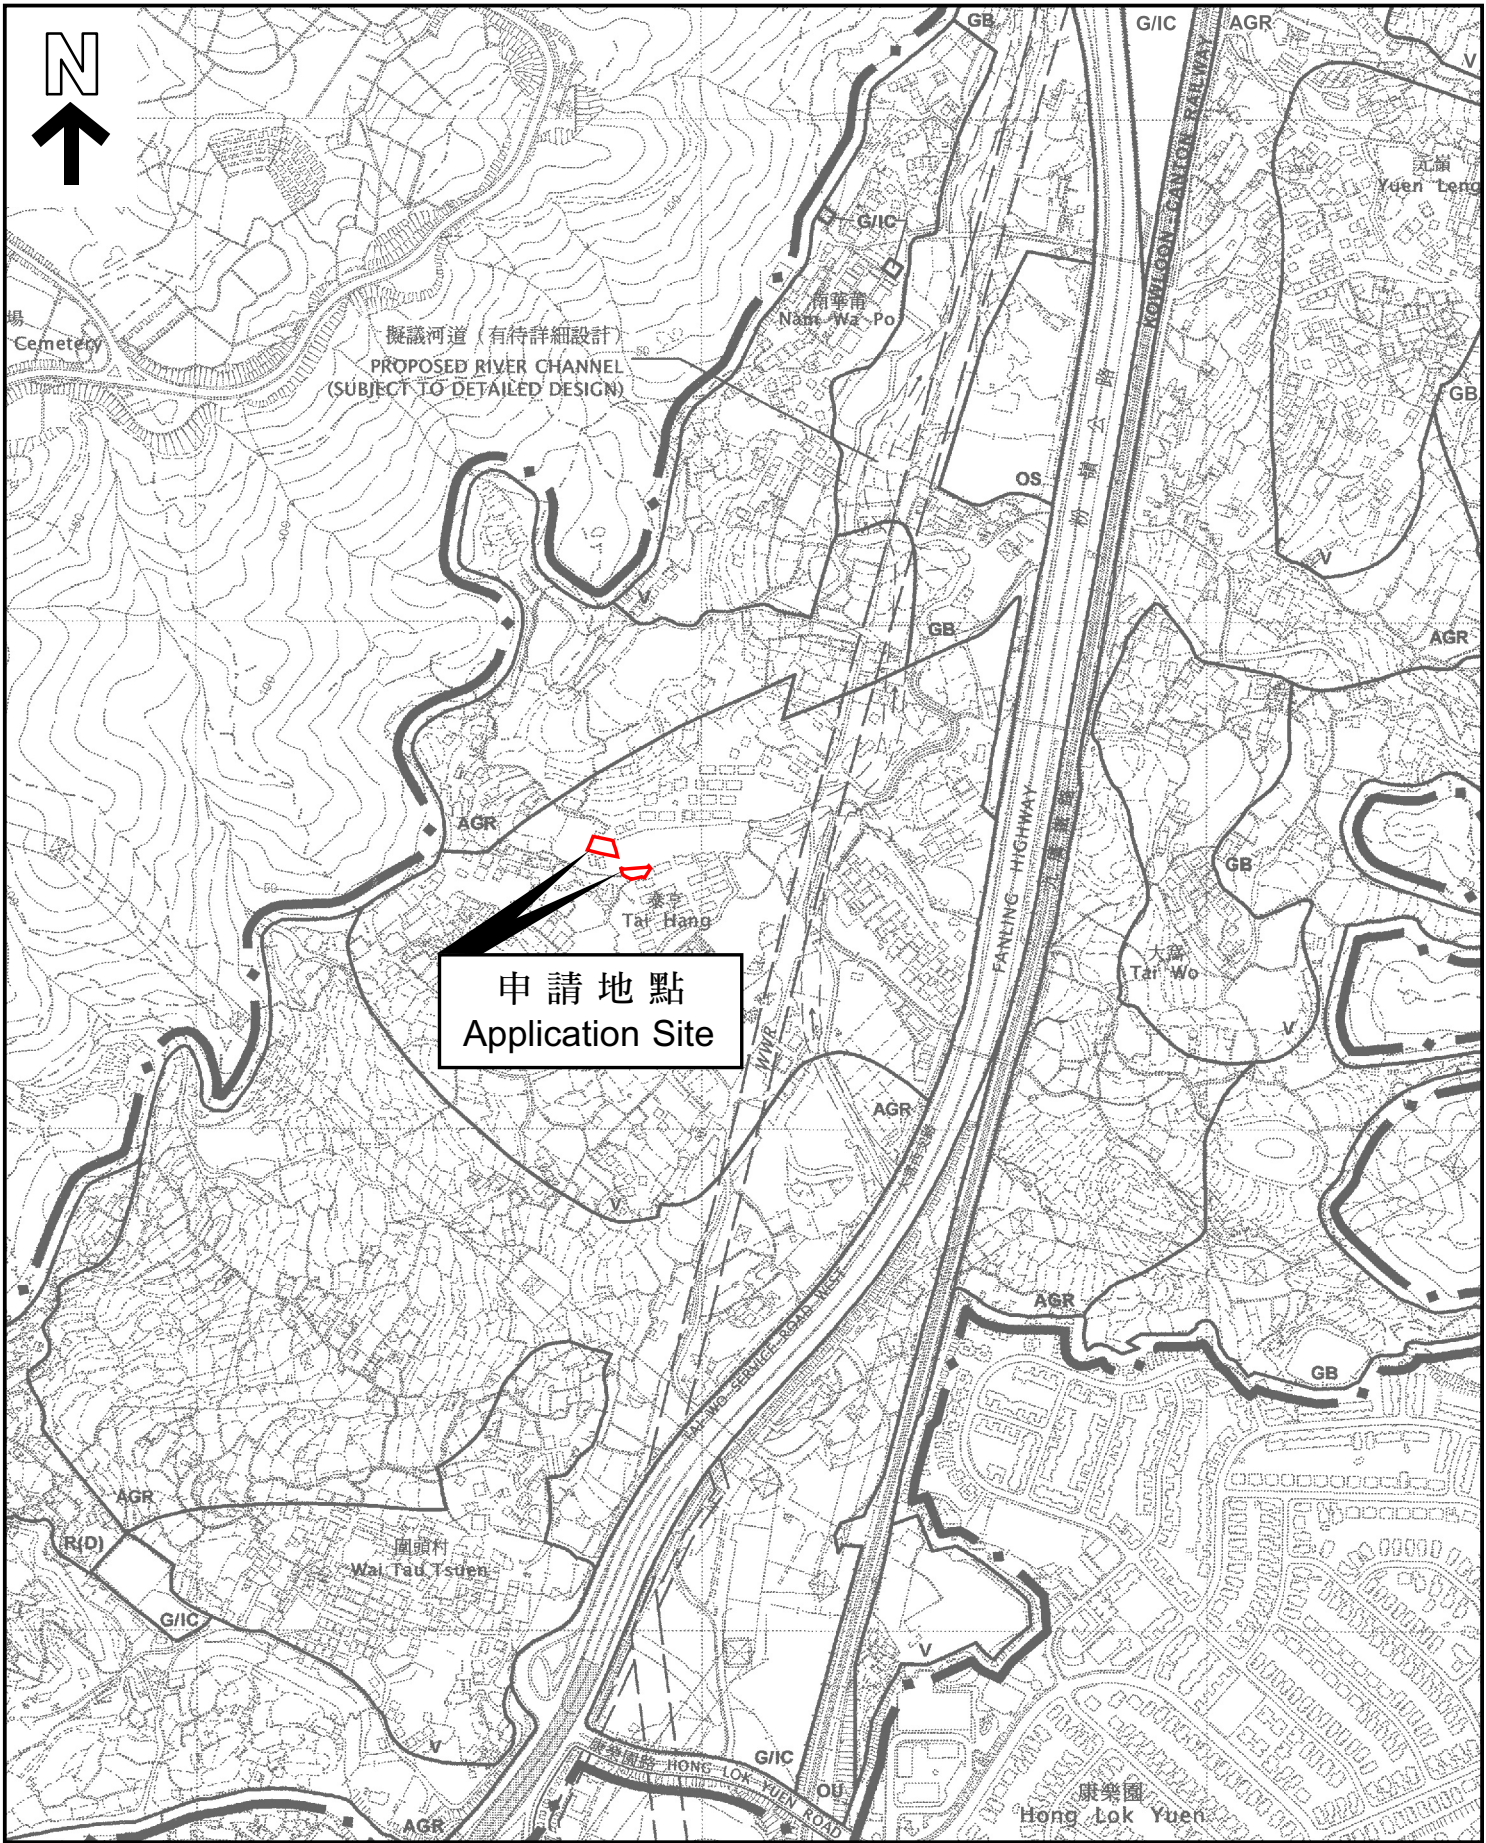 N
GB
G/IC
AGR
V
KOWLOON - CANTON RAILWAY
元嶺
Yuen Leng
G/IC
南華莆
Nam Wa Po
場
Cemetery
擬議河道（有待詳細設計）
PROPOSED RIVER CHANNEL
(SUBJECT TO DETAILED DESIGN)
粉嶺公路
GB
OS
V
V
GB
AGR
AGR
FANLING HIGHWAY
GB
泰亨
Tai Hang
大窩
Tai Wo
申請地點
Application Site
WWR
V
AGR
V
TAI WO SERVICE ROAD WEST
AGR
GB
AGR
R(D)
圍頭村
Wai Tau Tsuen
G/IC
V
V
康樂園路 HONG LOK YUEN ROAD
G/IC
OU
康樂園
Hong Lok Yuen
AGR